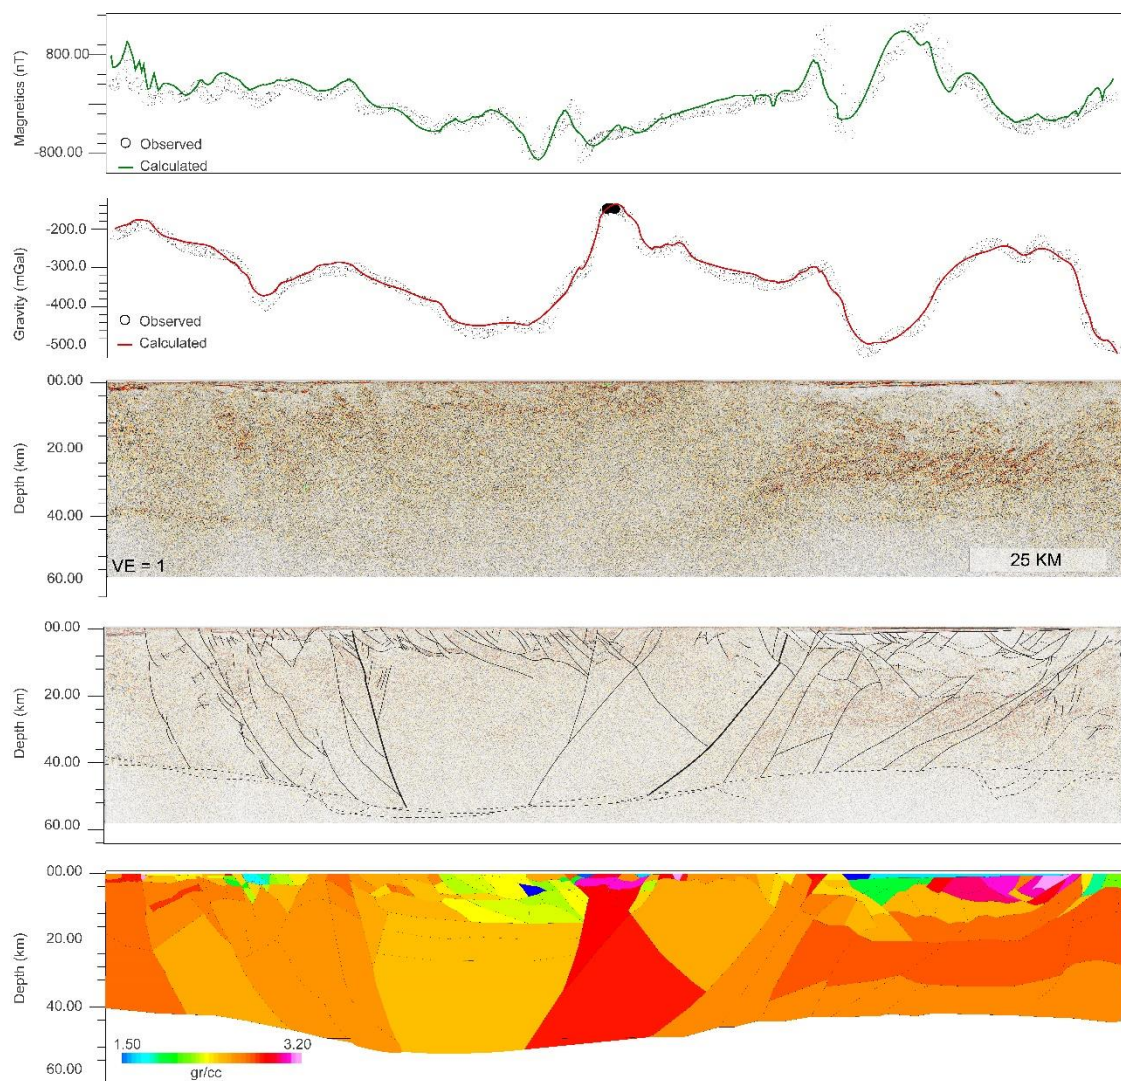 Magnetics (nT)
800.00
-800.00
Observed
Calculated
Gravity (mGal)
-200.0
-300.0
-400.0
-500.0
Observed
Calculated
Depth (km)
00.00
20.00
40.00
60.00
VE = 1
25 KM
Depth (km)
00.00
20.00
40.00
60.00
Depth (km)
00.00
20.00
40.00
60.00
1.50
3.20
gr/cc